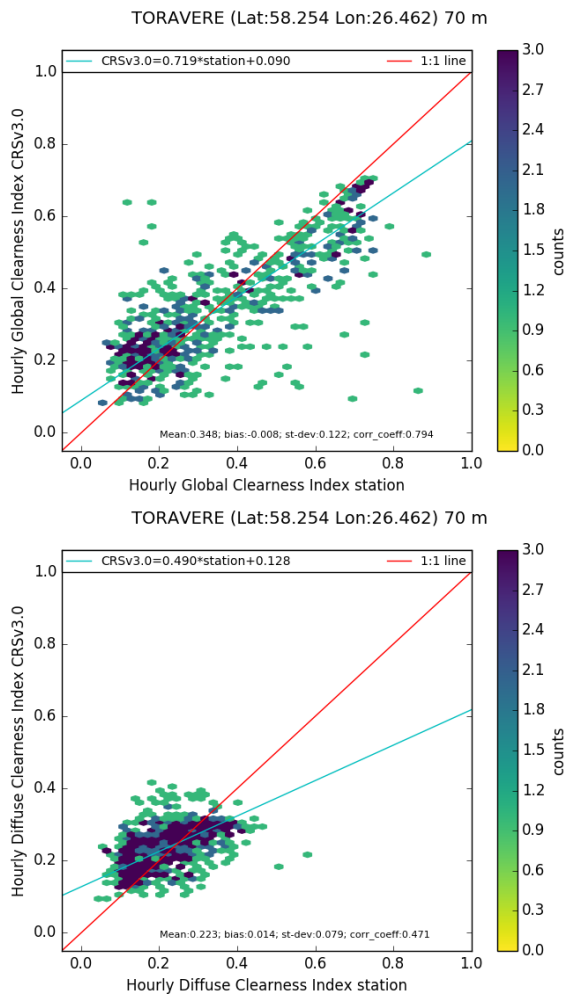 TORAVERE (Lat:58.254 Lon:26.462) 70 m
CRSv3.0=0.719*station+0.090
1:1 line
1.0
0.8
0.6
0.4
0.2
0.0
Hourly Global Clearness Index CRSv3.0
Mean:0.348; bias:-0.008; st-dev:0.122; corr_coeff:0.794
0.0 0.2 0.4 0.6 0.8 1.0
Hourly Global Clearness Index station
3.0
2.7
2.4
2.1
1.8
1.5
1.2
0.9
0.6
0.3
0.0
counts
TORAVERE (Lat:58.254 Lon:26.462) 70 m
CRSv3.0=0.490*station+0.128
1:1 line
1.0
0.8
0.6
0.4
0.2
0.0
Hourly Diffuse Clearness Index CRSv3.0
Mean:0.223; bias:0.014; st-dev:0.079; corr_coeff:0.471
0.0 0.2 0.4 0.6 0.8 1.0
Hourly Diffuse Clearness Index station
3.0
2.7
2.4
2.1
1.8
1.5
1.2
0.9
0.6
0.3
0.0
counts